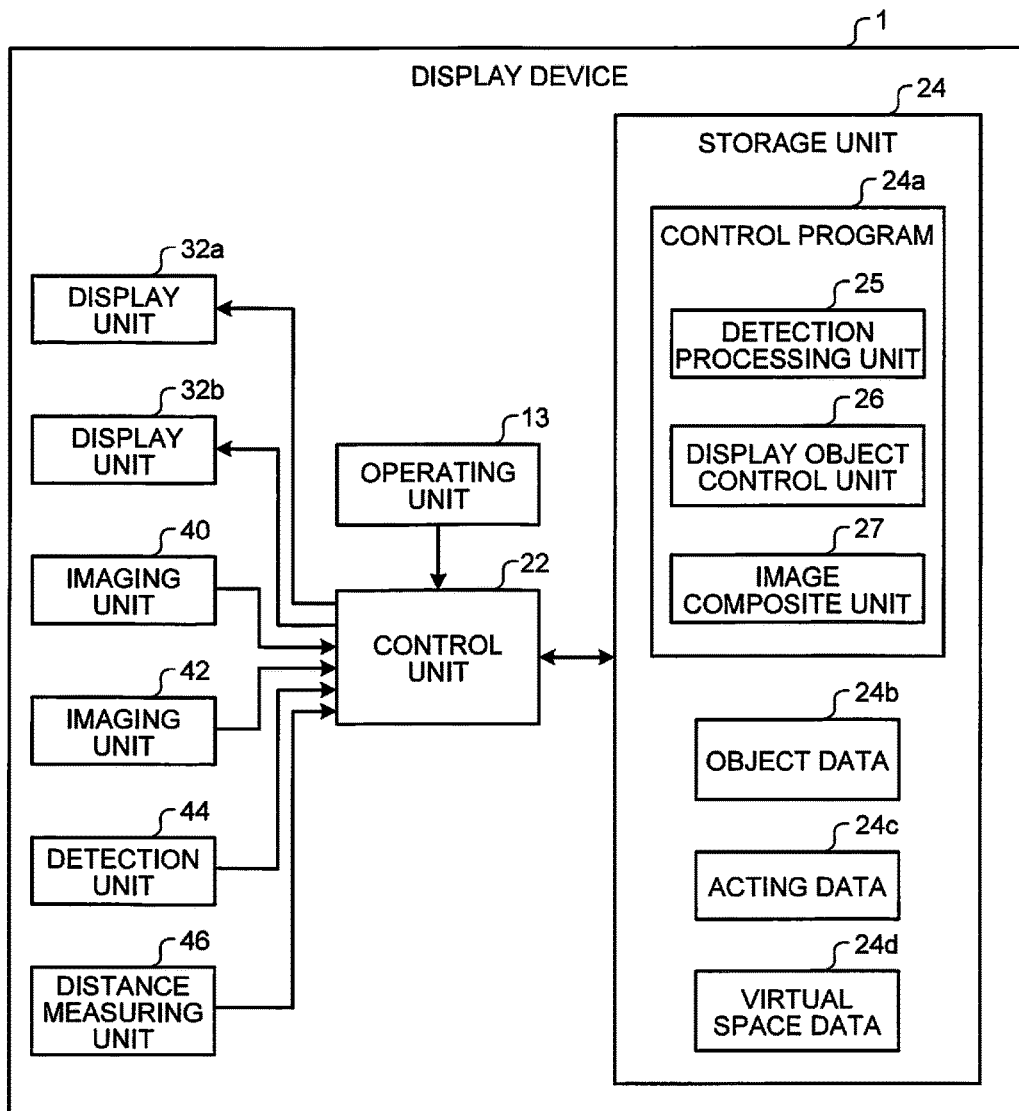 1
DISPLAY DEVICE
24
STORAGE UNIT
24a
CONTROL PROGRAM
25
DETECTION
PROCESSING UNIT
26
DISPLAY OBJECT
CONTROL UNIT
27
IMAGE
COMPOSITE UNIT
24b
OBJECT DATA
24c
ACTING DATA
24d
VIRTUAL
SPACE DATA
32a
DISPLAY
UNIT
32b
DISPLAY
UNIT
40
IMAGING
UNIT
42
IMAGING
UNIT
44
DETECTION
UNIT
46
DISTANCE
MEASURING
UNIT
13
OPERATING
UNIT
22
CONTROL
UNIT